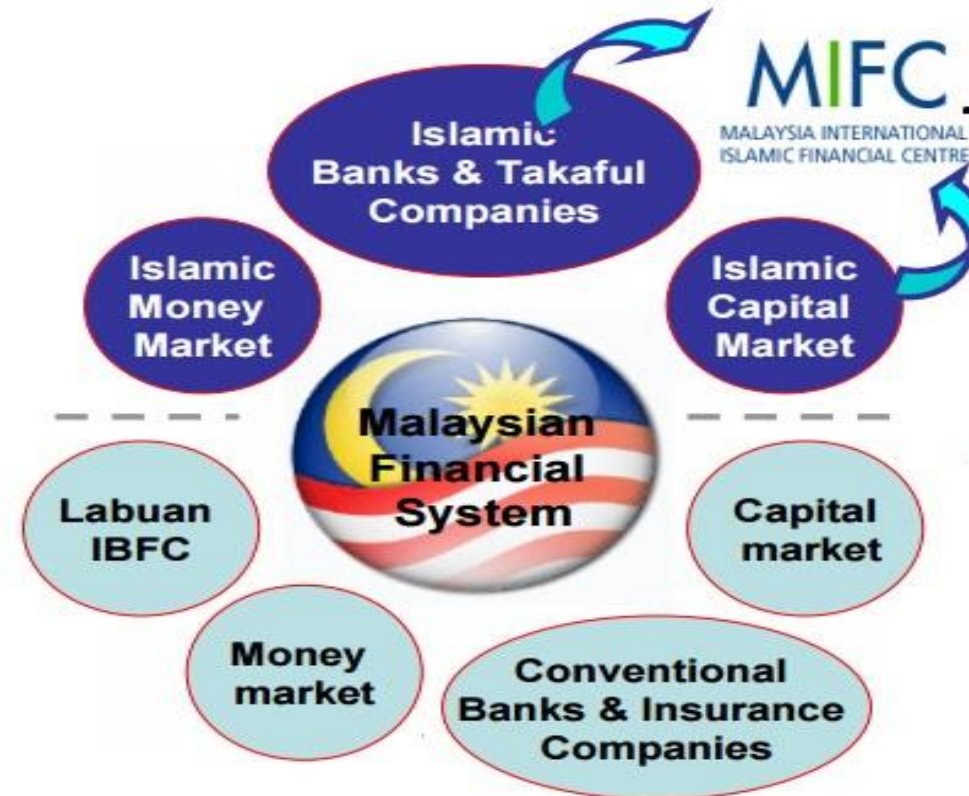 MIFC
MALAYSIA INTERNATIONAL
ISLAMIC FINANCIAL CENTRE
Islamic
Banks & Takaful
Companies
Islamic
Money
Market
Islamic
Capital
Market
Malaysian
Financial
System
Labuan
IBFC
Capital
market
Money
market
Conventional
Banks & Insurance
Companies